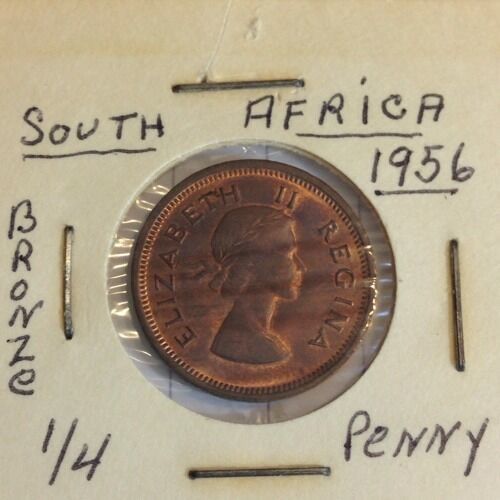 SOUTH AFRICA
1956
BRONZE
ELIZABETH II REGINA
1/4 PENNY